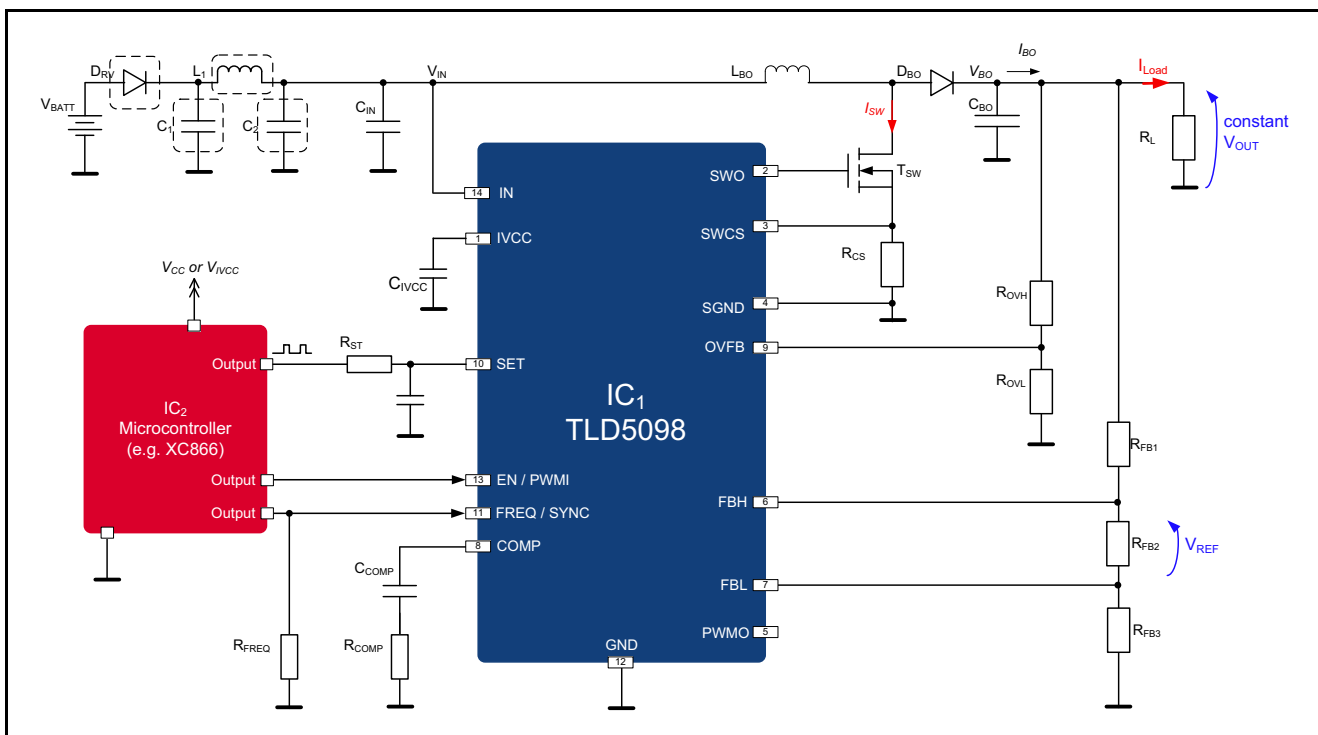 V_BATT
D_RV
L_1
C_1
C_2
C_IN
V_IN
L_BO
D_BO
V_BO
I_BO
C_BO
I_Load
R_L
constant
V_OUT
I_SW
T_SW
R_CS
R_OVH
R_OVL
R_FB1
R_FB2
V_REF
R_FB3
IC_1
TLD5098
14 IN
1 IVCC
10 SET
13 EN / PWMI
11 FREQ / SYNC
8 COMP
GND
12
SWO 2
SWCS 3
SGND 4
OVFB 9
FBH 6
FBL 7
PWMO 5
C_IVCC
V_CC or V_IVCC
R_ST
Output
IC_2
Microcontroller
(e.g. XC866)
Output
Output
C_COMP
R_FREQ
R_COMP